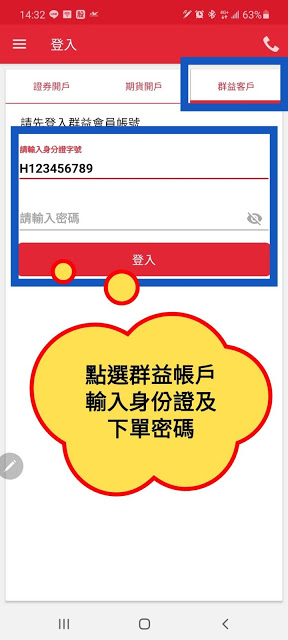 14:32
63%
登入
證券開戶 期貨開戶 群益客戶
請先登入群益會員帳號
請輸入身分證字號
H123456789
請輸入密碼
登入
點選群益帳戶
輸入身份證及
下單密碼